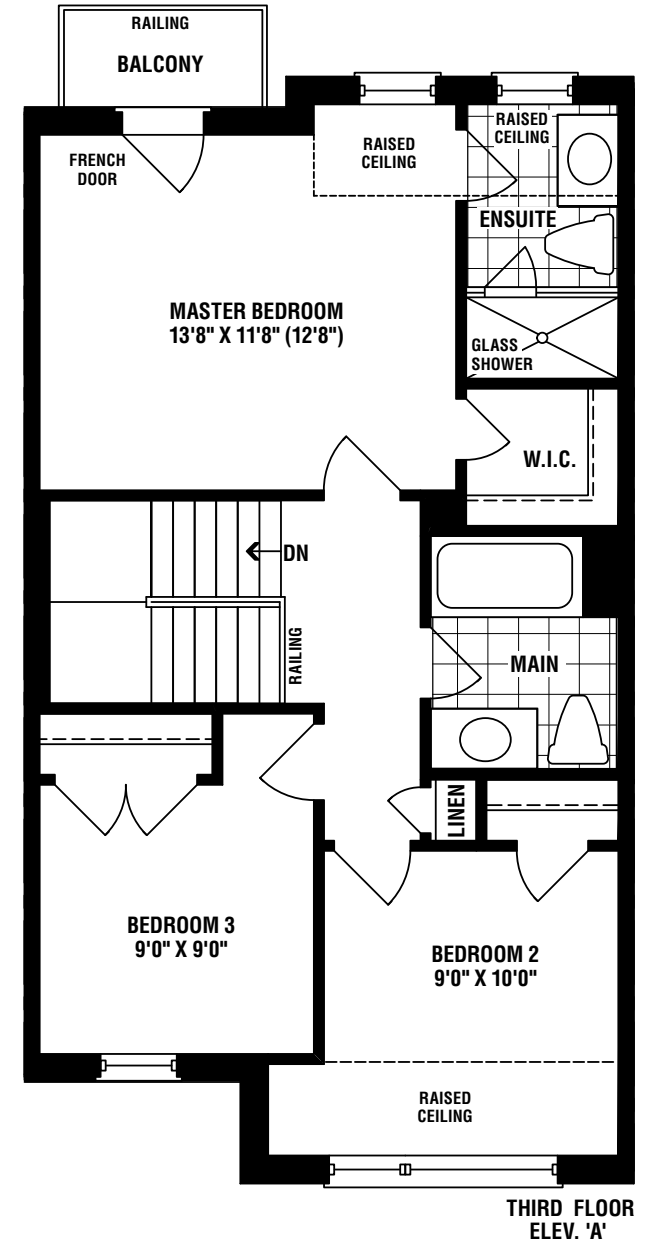 RAILING
BALCONY
FRENCH
DOOR
RAISED
CEILING
RAISED
CEILING
ENSUITE
MASTER BEDROOM
13'8" X 11'8" (12'8")
GLASS
SHOWER
W.I.C.
DN
RAILING
MAIN
LINEN
BEDROOM 3
9'0" X 9'0"
BEDROOM 2
9'0" X 10'0"
RAISED
CEILING
THIRD FLOOR
ELEV. 'A'